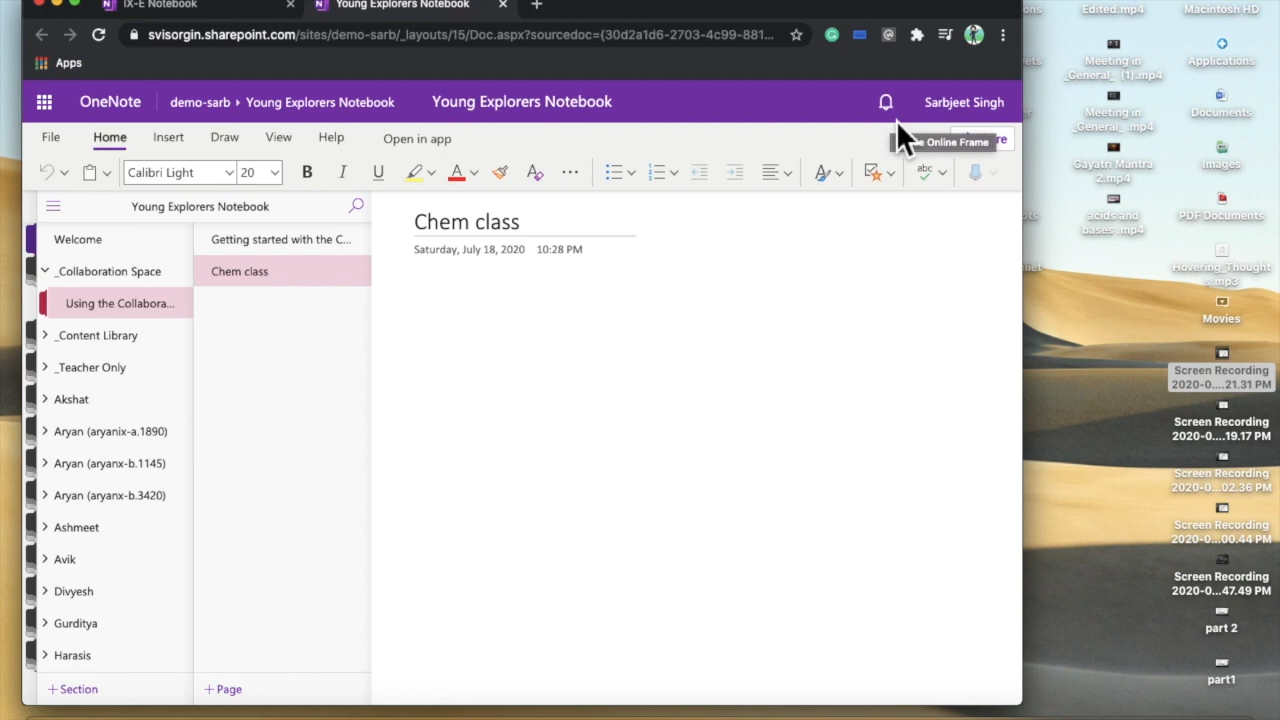 IX-E Notebook
Young Explorers Notebook
svisorgin.sharepoint.com/sites/demo-sarb/_layouts/15/Doc.aspx?sourcedoc={30d2a1d6-2703-4c99-881...
Apps
OneNote
demo-sarb
Young Explorers Notebook
Young Explorers Notebook
Sarbjeet Singh
File
Home
Insert
Draw
View
Help
Open in app
Online Frame
Calibri Light
20
B
I
U
A
A
abc
Young Explorers Notebook
Welcome
_Collaboration Space
Using the Collabora...
_Content Library
_Teacher Only
Akshat
Aryan (aryanix-a.1890)
Aryan (aryanx-b.1145)
Aryan (aryanx-b.3420)
Ashmeet
Avik
Divyesh
Gurditya
Harasis
+ Section
Getting started with the C...
Chem class
+ Page
Chem class
Saturday, July 18, 2020
10:28 PM
Edited.mp4
Meeting in
_General_ (1).mp4
Meeting in
_General_ .mp4
Gayatri Mantra
2.mp4
acids and
bases .mp4
Macintosh HD
Applications
Documents
Images
PDF Documents
Hovering_Thought
s.mp3
Movies
Screen Recording
2020-0....21.31 PM
Screen Recording
2020-0....19.17 PM
Screen Recording
2020-0...02.36 PM
Screen Recording
2020-0...00.44 PM
Screen Recording
2020-0...47.49 PM
part 2
part1